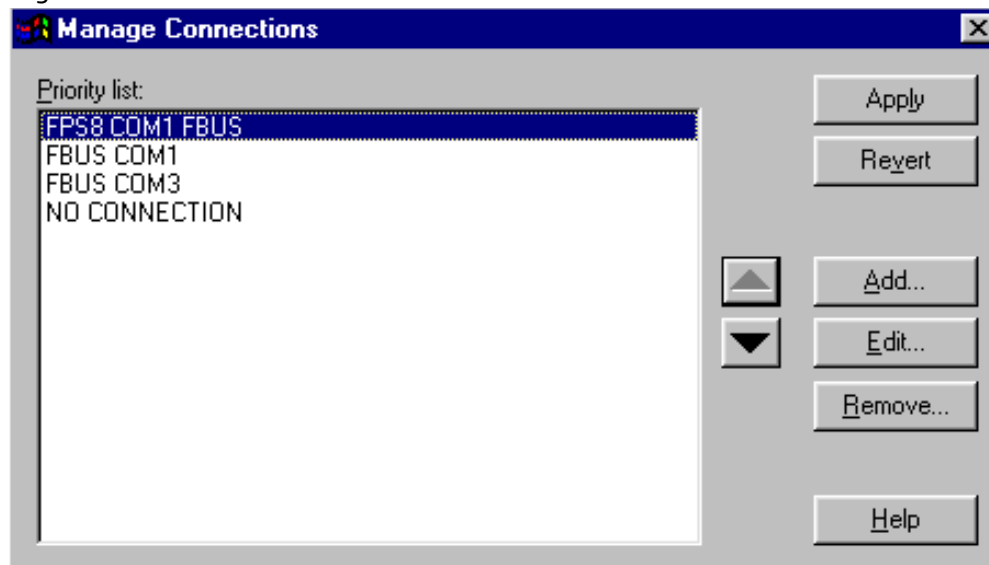 Manage Connections
Priority list:
FPS8 COM1 FBUS
FBUS COM1
FBUS COM3
NO CONNECTION
Apply
Revert
Add...
Edit...
Remove...
Help